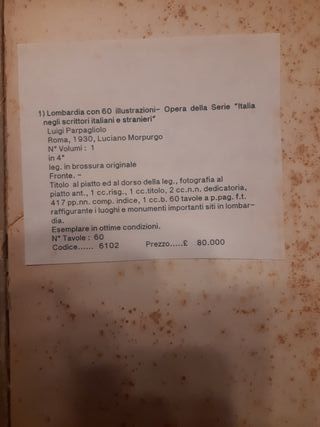 1) Lombardia con 60 illustrazioni- Opera della Serie "Italia
negli scrittori italiani e stranieri"
Luigi Parpagliolo
Roma, 1930, Luciano Morpurgo
N° Volumi : 1
in 4°
leg. in brossura originale
Fronte. -
Titolo al piatto ed al dorso della leg., fotografia al
piatto ant., 1 cc.risg., 1 cc.titolo, 2 cc.n.n. dedicatoria,
417 pp.nn. comp. indice, 1 cc.b. 60 tavole a p.pag. f.t.
raffigurante i luoghi e monumenti importanti siti in lombar-
dia.
Esemplare in ottime condizioni.
N° Tavole : 60
Codice...... 6102 Prezzo.....£ 80.000